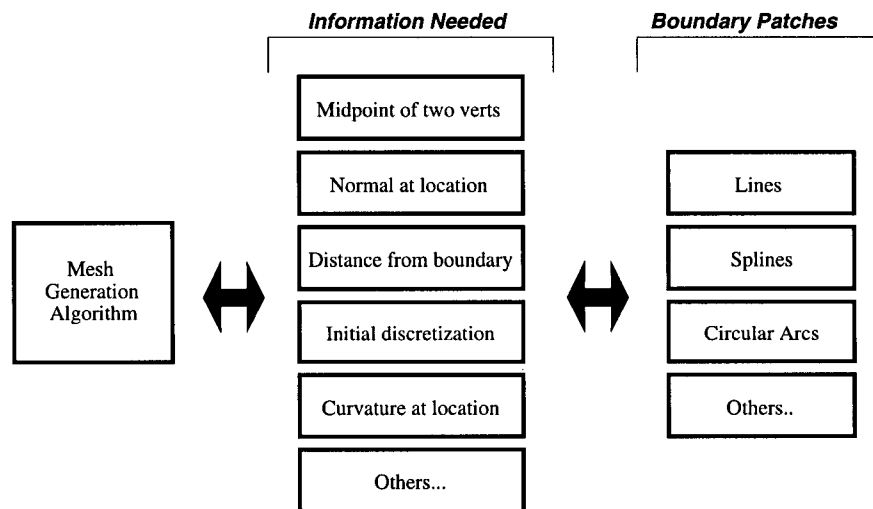 Information Needed
Boundary Patches
Midpoint of two verts
Normal at location
Distance from boundary
Initial discretization
Curvature at location
Others...
Mesh
Generation
Algorithm
Lines
Splines
Circular Arcs
Others..